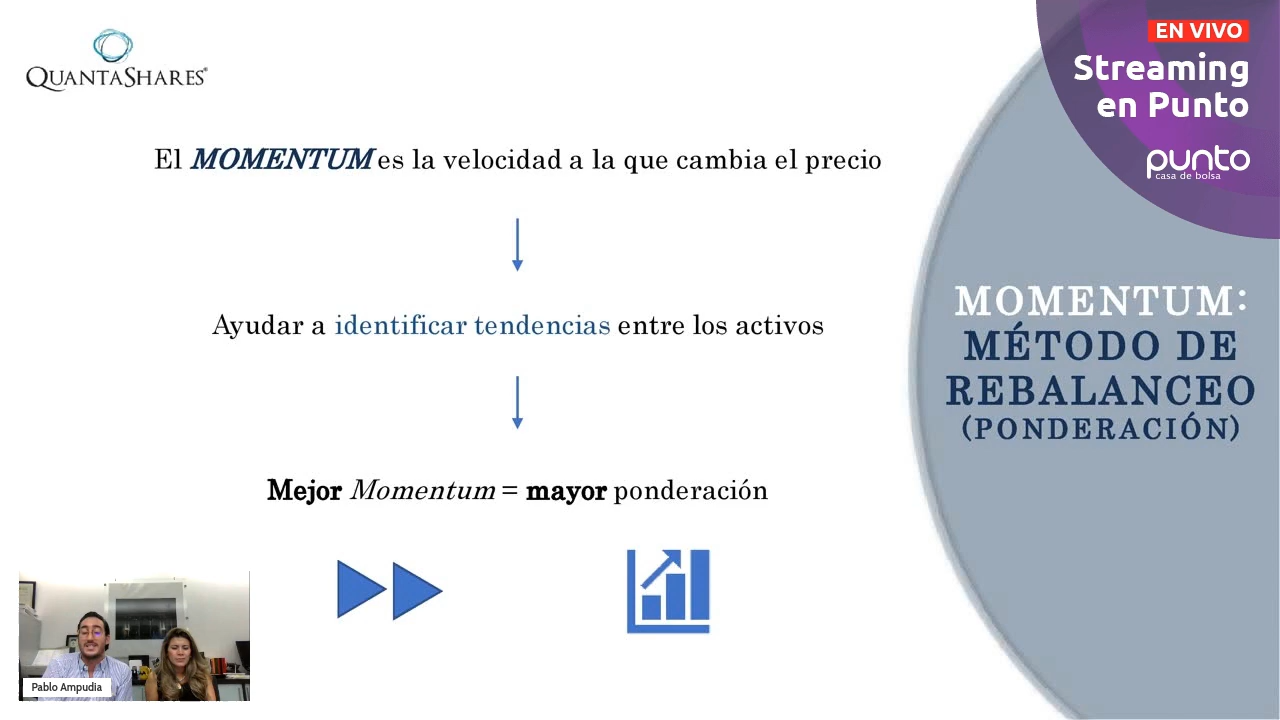 QUANTASHARES®
EN VIVO
Streaming
en Punto
punto
casa de bolsa
El MOMENTUM es la velocidad a la que cambia el precio
Ayudar a identificar tendencias entre los activos
Mejor Momentum = mayor ponderación
MOMENTUM:
MÉTODO DE
REBALANCEO
(PONDERACIÓN)
Pablo Ampudia